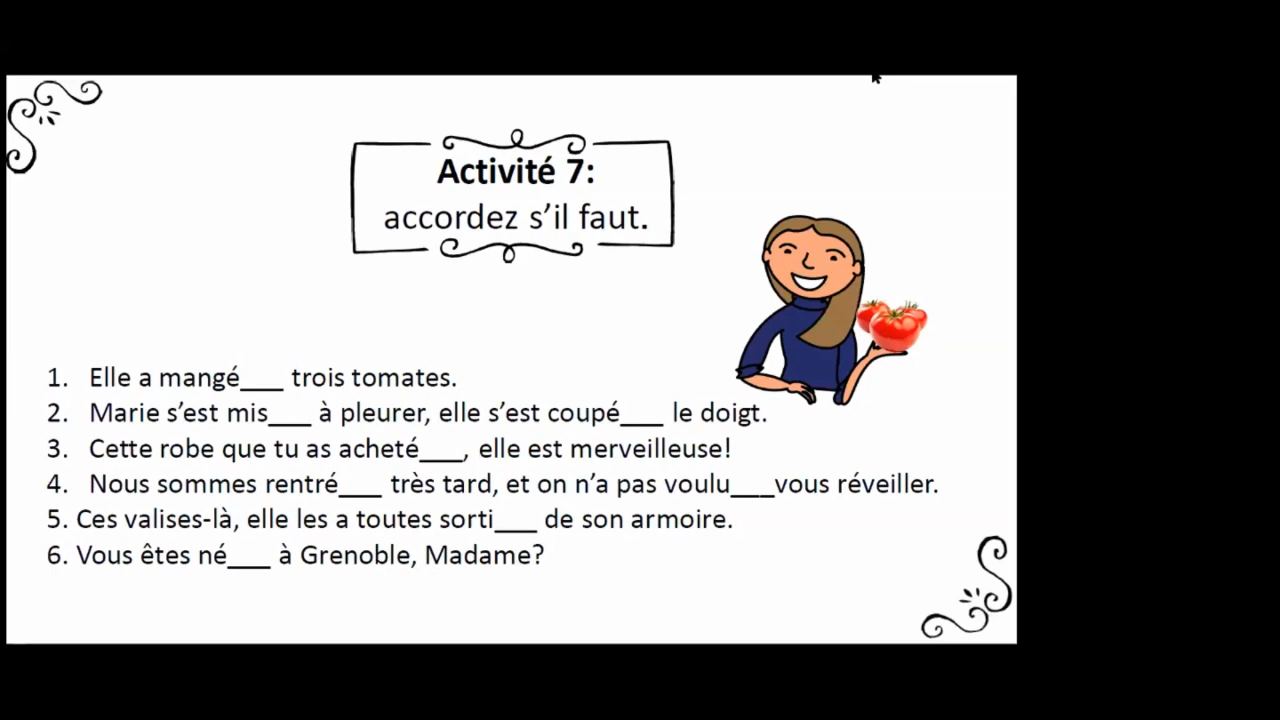 Activité 7:
accordez s’il faut.
1. Elle a mangé___ trois tomates.
2. Marie s’est mis___ à pleurer, elle s’est coupé___ le doigt.
3. Cette robe que tu as acheté___, elle est merveilleuse!
4. Nous sommes rentré___ très tard, et on n’a pas voulu___vous réveiller.
5. Ces valises-là, elle les a toutes sorti___ de son armoire.
6. Vous êtes né___ à Grenoble, Madame?